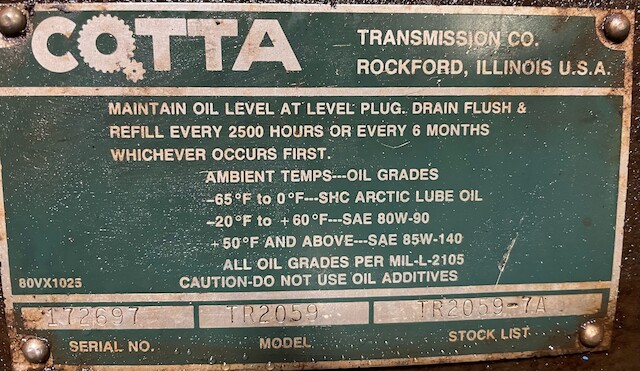 COTTA
TRANSMISSION CO.
ROCKFORD, ILLINOIS U.S.A.
MAINTAIN OIL LEVEL AT LEVEL PLUG. DRAIN FLUSH &
REFILL EVERY 2500 HOURS OR EVERY 6 MONTHS
WHICHEVER OCCURS FIRST.
AMBIENT TEMPS---OIL GRADES
-65°F to 0°F---SHC ARCTIC LUBE OIL
-20°F to +60°F---SAE 80W-90
+50°F AND ABOVE---SAE 85W-140
ALL OIL GRADES PER MIL-L-2105
80VX1025 CAUTION-DO NOT USE OIL ADDITIVES
172697 TR2059 TR2059-7A
SERIAL NO. MODEL STOCK LIST